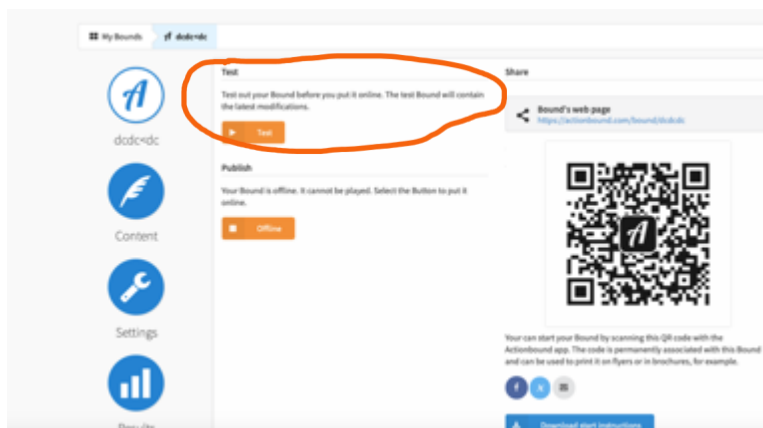 My Bounds
dcdc<dc
dcdc<dc
Content
Settings
Results
Test
Test out your Bound before you put it online. The test Bound will contain
the latest modifications.
Test
Publish
Your Bound is offline. It cannot be played. Select the Button to put it
online.
Offline
Share
Bound's web page
https://actionbound.com/bound/dcdcdc
Your can start your Bound by scanning this QR code with the
Actionbound app. The code is permanently associated with this Bound
and can be used to print it on flyers or in brochures, for example.
Download start instructions